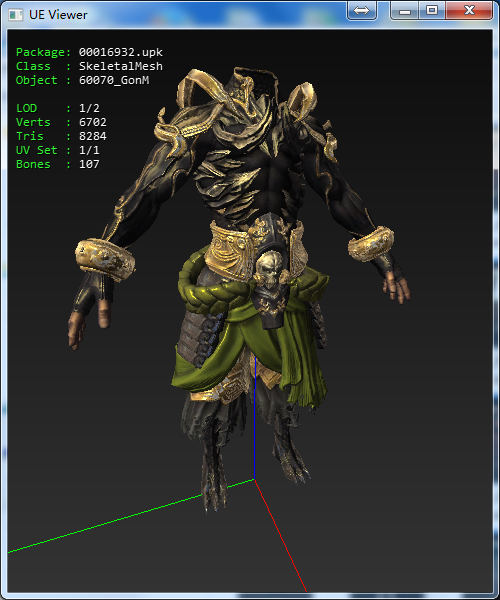 UE Viewer
Package: 00016932.upk
Class : SkeletalMesh
Object : 60070_GonM
LOD : 1/2
Verts : 6702
Tris : 8284
UV Set : 1/1
Bones : 107